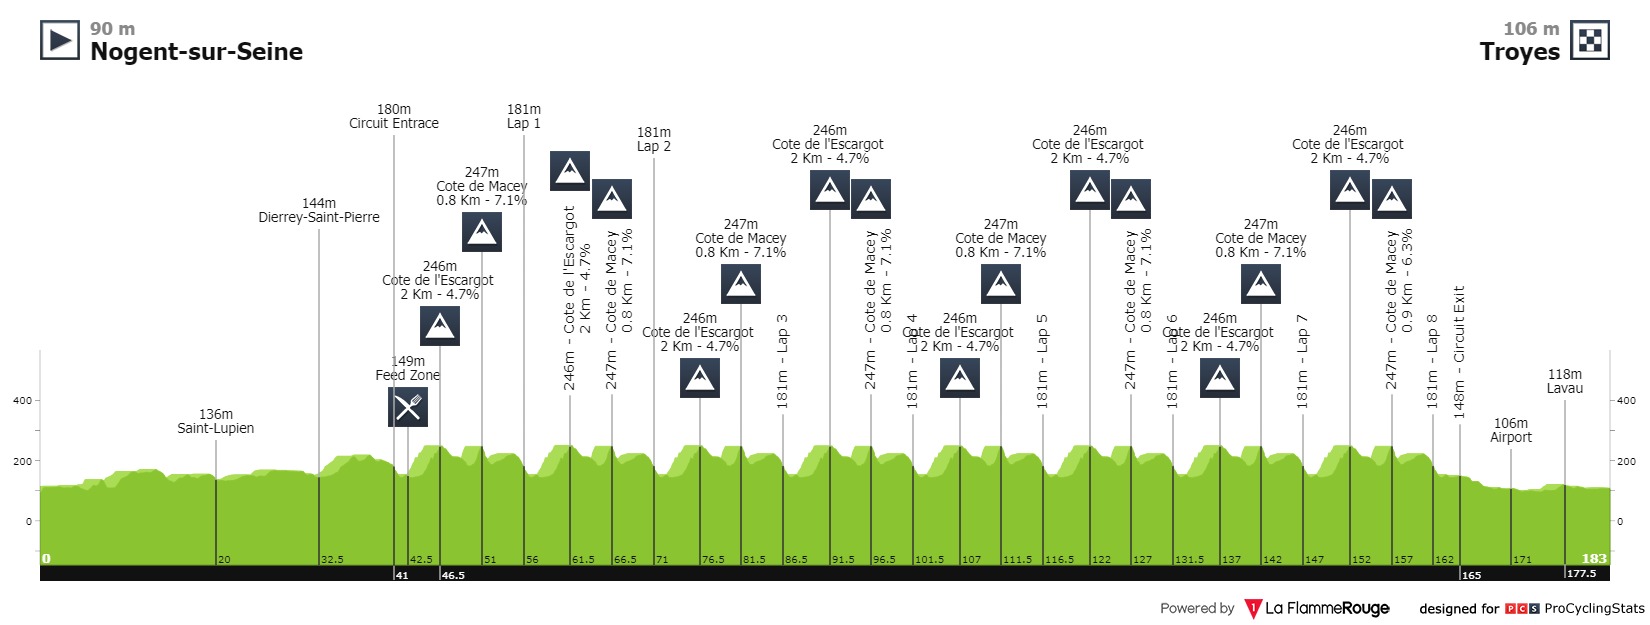 90 m
Nogent-sur-Seine
106 m
Troyes
180m
Circuit Entrace
181m
Lap 1
181m
Lap 2
246m
Cote de l'Escargot
2 Km - 4.7%
246m
Cote de l'Escargot
2 Km - 4.7%
246m
Cote de l'Escargot
2 Km - 4.7%
247m
Cote de Macey
0.8 Km - 7.1%
144m
Dierrey-Saint-Pierre
246m - Cote de l'Escargot
2 Km - 4.7%
247m - Cote de Macey
0.8 Km - 7.1%
247m
Cote de Macey
0.8 Km - 7.1%
247m - Cote de Macey
0.8 Km - 7.1%
247m
Cote de Macey
0.8 Km - 7.1%
247m - Cote de Macey
0.8 Km - 7.1%
247m
Cote de Macey
0.8 Km - 7.1%
247m - Cote de Macey
0.9 Km - 6.3%
246m
Cote de l'Escargot
2 Km - 4.7%
246m
Cote de l'Escargot
2 Km - 4.7%
181m - Lap 3
181m - Lap 4
246m
Cote de l'Escargot
2 Km - 4.7%
181m - Lap 5
181m - Lap 6
246m
Cote de l'Escargot
2 Km - 4.7%
181m - Lap 7
181m - Lap 8
148m - Circuit Exit
149m
Feed Zone
118m
Lavau
136m
Saint-Lupien
106m
Airport
400
200
0
400
200
0
0
20
32.5
42.5
51
56
61.5
66.5
71
76.5
81.5
86.5
91.5
96.5
101.5
107
111.5
116.5
122
127
131.5
137
142
147
152
157
162
171
183
41
46.5
165
177.5
Powered by
1
La FlammeRouge
designed for
PCS
ProCyclingStats